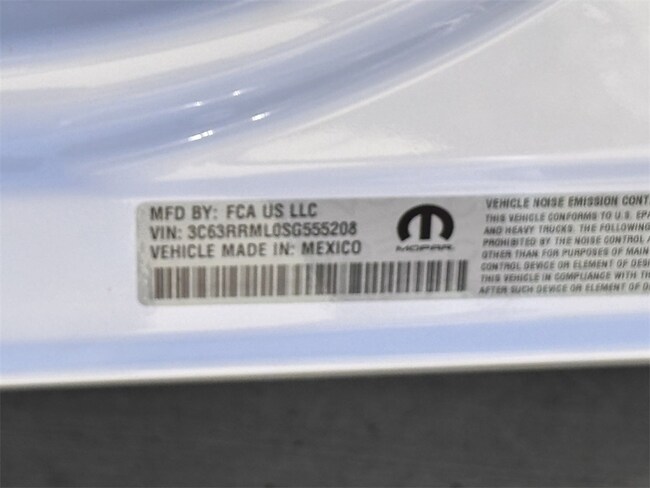 MFD BY: FCA US LLC
VIN: 3C63RRML0SG555208
VEHICLE MADE IN: MEXICO
MOPAR
VEHICLE NOISE EMISSION CONT
THIS VEHICLE CONFORMS TO U.S. EPA
AND HEAVY TRUCKS. THE FOLLOWING
PROHIBITED BY THE NOISE CONTROL A
OTHER THAN FOR PURPOSES OF MAIN
CONTROL DEVICE OR ELEMENT OF DESI
THIS VEHICLE IN COMPLIANCE WITH TH
AFTER SUCH DEVICE OR ELEMENT OF D